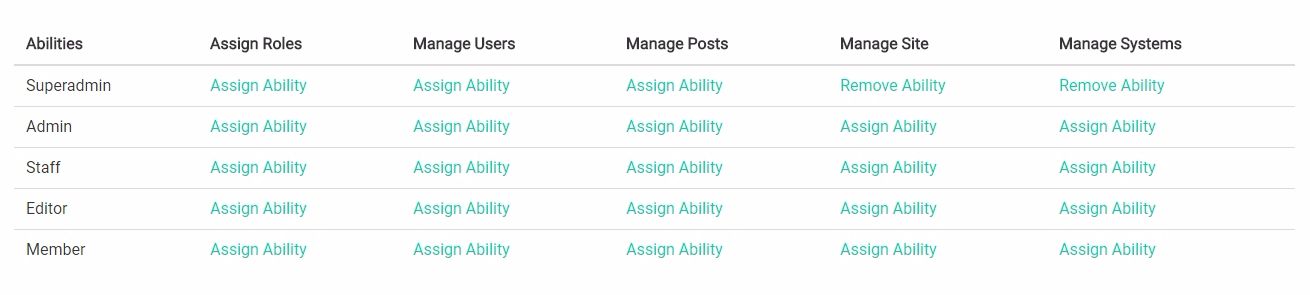 Abilities Assign Roles Manage Users Manage Posts Manage Site Manage Systems
Superadmin Assign Ability Assign Ability Assign Ability Remove Ability Remove Ability
Admin Assign Ability Assign Ability Assign Ability Assign Ability Assign Ability
Staff Assign Ability Assign Ability Assign Ability Assign Ability Assign Ability
Editor Assign Ability Assign Ability Assign Ability Assign Ability Assign Ability
Member Assign Ability Assign Ability Assign Ability Assign Ability Assign Ability